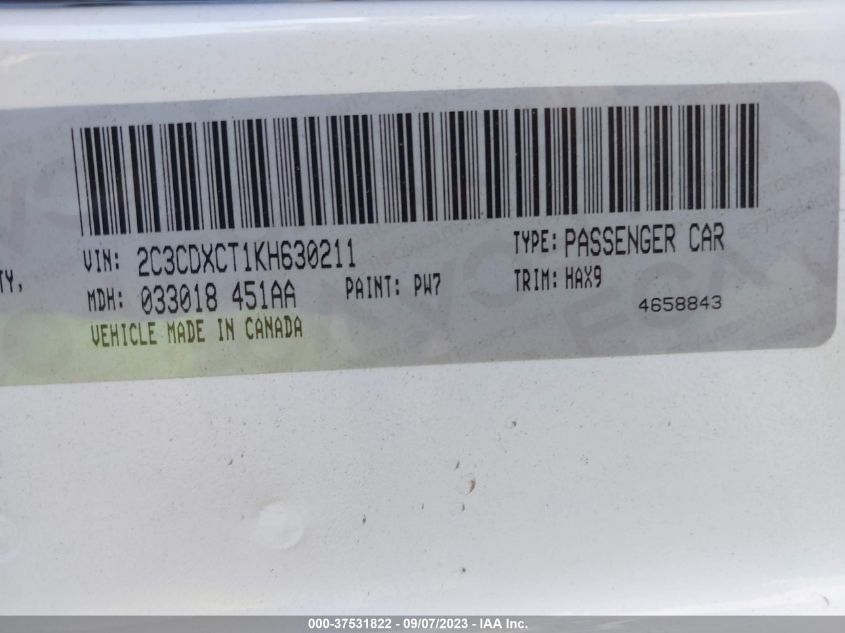 VIN: 2C3CDXCT1KH630211
TYPE: PASSENGER CAR
TY,
MDH: 033018 451AA
PAINT: PW7
TRIM: HAX9
4658843
VEHICLE MADE IN CANADA
000-37531822 - 09/07/2023 - IAA Inc.